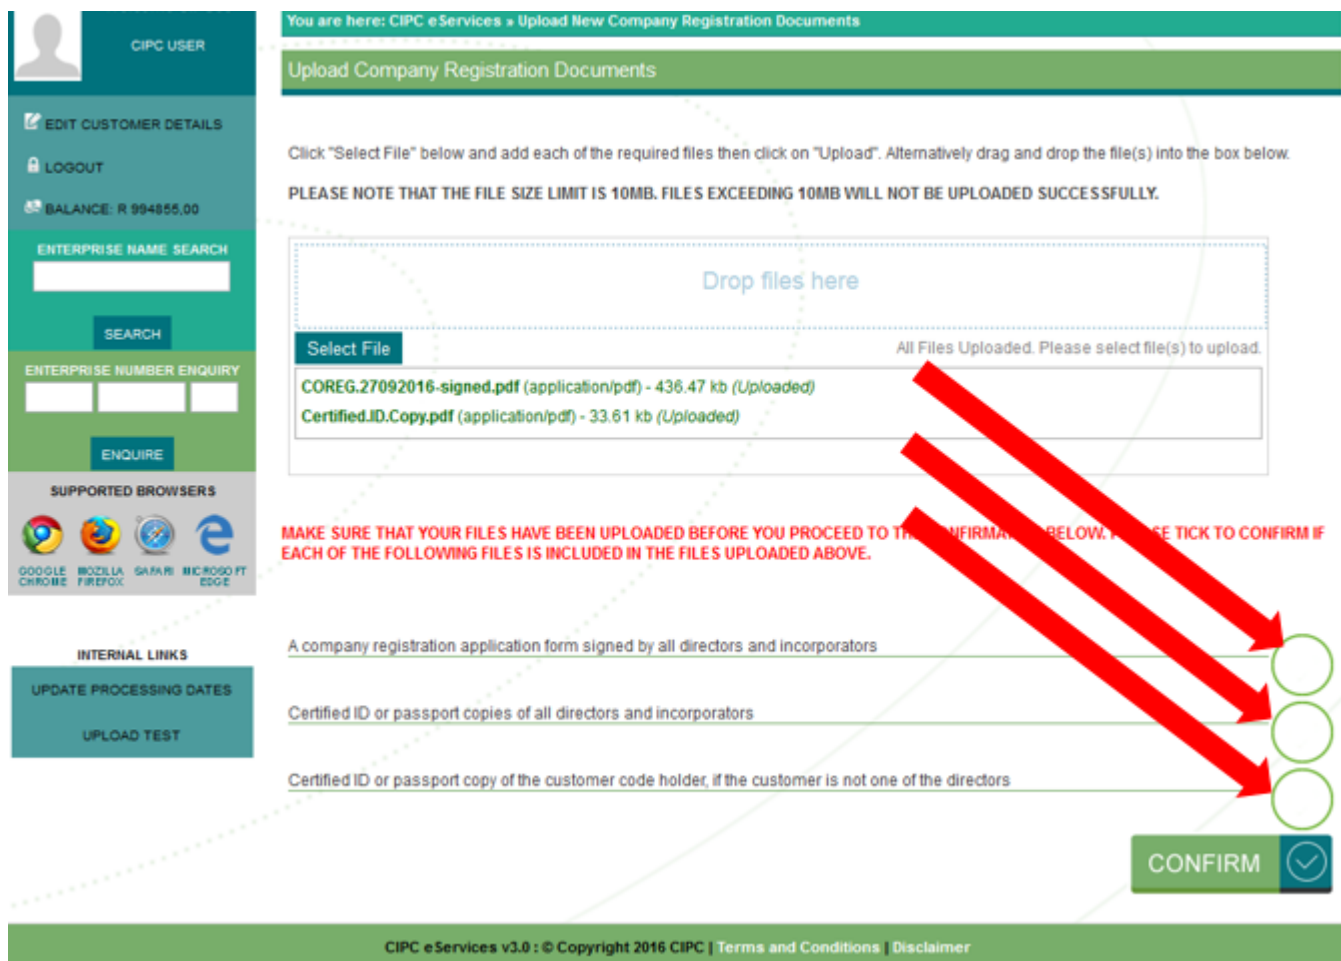 You are here: CIPC eServices » Upload New Company Registration Documents
CIPC USER
Upload Company Registration Documents
EDIT CUSTOMER DETAILS
LOGOUT
BALANCE: R 994855,00
ENTERPRISE NAME SEARCH
SEARCH
ENTERPRISE NUMBER ENQUIRY
ENQUIRE
SUPPORTED BROWSERS
GOOGLE CHROME
MOZILLA FIREFOX
SAFARI
MICROSOFT EDGE
INTERNAL LINKS
UPDATE PROCESSING DATES
UPLOAD TEST
Click "Select File" below and add each of the required files then click on "Upload". Alternatively drag and drop the file(s) into the box below.
PLEASE NOTE THAT THE FILE SIZE LIMIT IS 10MB. FILES EXCEEDING 10MB WILL NOT BE UPLOADED SUCCESSFULLY.
Drop files here
Select File
All Files Uploaded. Please select file(s) to upload.
COREG.27092016-signed.pdf (application/pdf) - 436.47 kb (Uploaded)
Certified.ID.Copy.pdf (application/pdf) - 33.61 kb (Uploaded)
MAKE SURE THAT YOUR FILES HAVE BEEN UPLOADED BEFORE YOU PROCEED TO BELOW. TICK TO CONFIRM IF
EACH OF THE FOLLOWING FILES IS INCLUDED IN THE FILES UPLOADED ABOVE.
A company registration application form signed by all directors and incorporators
Certified ID or passport copies of all directors and incorporators
Certified ID or passport copy of the customer code holder, if the customer is not one of the directors
CONFIRM
CIPC eServices v3.0 : © Copyright 2016 CIPC | Terms and Conditions | Disclaimer